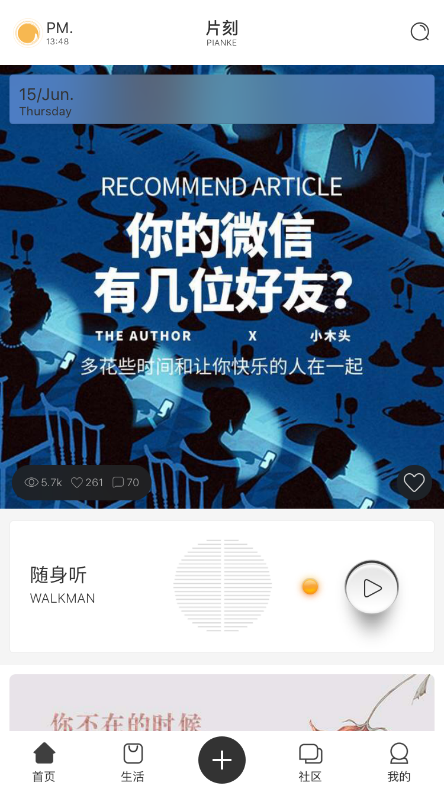 PM.
13:48
片刻
PIANKE
15/Jun.
Thursday
RECOMMEND ARTICLE
你的微信
有几位好友?
THE AUTHOR X 小木头
多花些时间和让你快乐的人在一起
5.7k 261 70
随身听
WALKMAN
你不在的时候
首页 生活 社区 我的